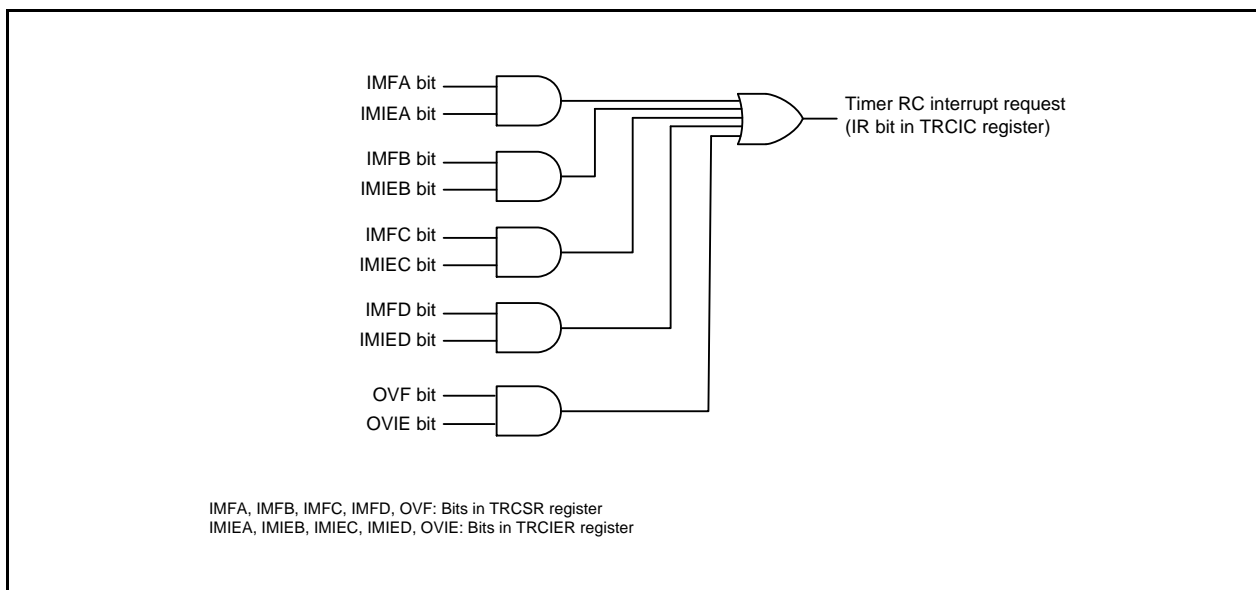 IMFA bit
IMIEA bit
Timer RC interrupt request
(IR bit in TRCIC register)
IMFB bit
IMIEB bit
IMFC bit
IMIEC bit
IMFD bit
IMIED bit
OVF bit
OVIE bit
IMFA, IMFB, IMFC, IMFD, OVF: Bits in TRCSR register
IMIEA, IMIEB, IMIEC, IMIED, OVIE: Bits in TRCIER register